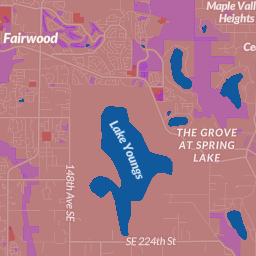 Maple Vall
Heights
Fairwood
Ce
Lake Youngs
THE GROVE
AT SPRING
LAKE
148th Ave SE
SE 224th St